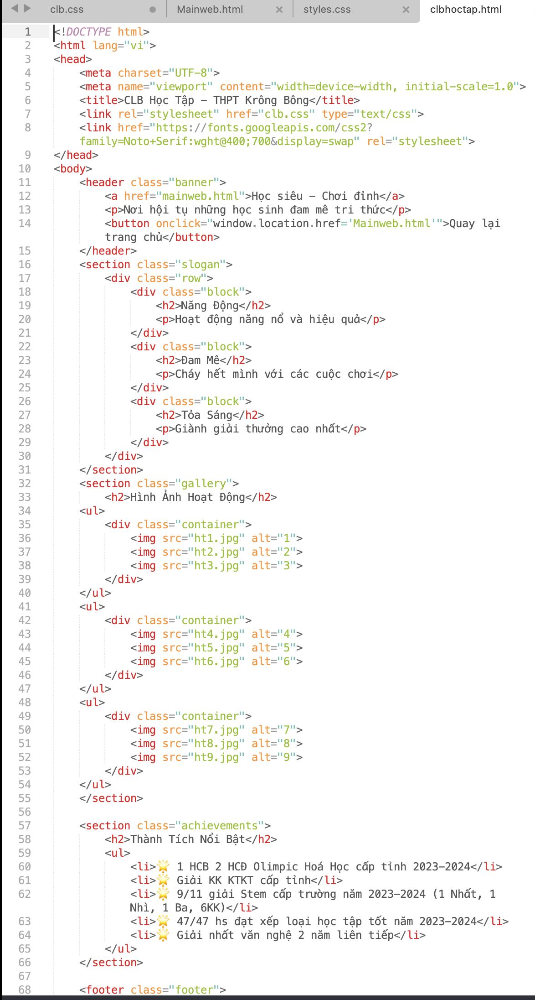 clb.css Mainweb.html styles.css clbhoctap.html
1 <!DOCTYPE html>
2 <html lang="vi">
3 <head>
4 <meta charset="UTF-8">
5 <meta name="viewport" content="width=device-width, initial-scale=1.0">
6 <title>CLB Học Tập - THPT Krông Bông</title>
7 <link rel="stylesheet" href="clb.css" type="text/css">
8 <link href="https://fonts.googleapis.com/css2?
family=Noto+Serif:wght@400;700&display=swap" rel="stylesheet">
9 </head>
10 <body>
11 <header class="banner">
12 <a href="mainweb.html">Học siêu - Chơi đỉnh</a>
13 <p>Nơi hội tụ những học sinh đam mê tri thức</p>
14 <button onclick="window.location.href='Mainweb.html'">Quay lại
trang chủ</button>
15 </header>
16 <section class="slogan">
17 <div class="row">
18 <div class="block">
19 <h2>Năng Động</h2>
20 <p>Hoạt động năng nổ và hiệu quả</p>
21 </div>
22 <div class="block">
23 <h2>Đam Mê</h2>
24 <p>Cháy hết mình với các cuộc chơi</p>
25 </div>
26 <div class="block">
27 <h2>Tỏa Sáng</h2>
28 <p>Giành giải thưởng cao nhất</p>
29 </div>
30 </div>
31 </section>
32 <section class="gallery">
33 <h2>Hình Ảnh Hoạt Động</h2>
34 <ul>
35 <div class="container">
36 <img src="ht1.jpg" alt="1">
37 <img src="ht2.jpg" alt="2">
38 <img src="ht3.jpg" alt="3">
39 </div>
40 </ul>
41 <ul>
42 <div class="container">
43 <img src="ht4.jpg" alt="4">
44 <img src="ht5.jpg" alt="5">
45 <img src="ht6.jpg" alt="6">
46 </div>
47 </ul>
48 <ul>
49 <div class="container">
50 <img src="ht7.jpg" alt="7">
51 <img src="ht8.jpg" alt="8">
52 <img src="ht9.jpg" alt="9">
53 </div>
54 </ul>
55 </section>
56
57 <section class="achievements">
58 <h2>Thành Tích Nổi Bật</h2>
59 <ul>
60 <li>🌟 1 HCB 2 HCĐ Olimpic Hoá Học cấp tỉnh 2023-2024</li>
61 <li>🌟 Giải KK KTKT cấp tỉnh</li>
62 <li>🌟 9/11 giải Stem cấp trường năm 2023-2024 (1 Nhất, 1
Nhì, 1 Ba, 6KK)</li>
63 <li>🌟 47/47 hs đạt xếp loại học tập tốt năm 2023-2024</li>
64 <li>🌟 Giải nhất văn nghệ 2 năm liên tiếp</li>
65 </ul>
66 </section>
67
68 <footer class="footer">